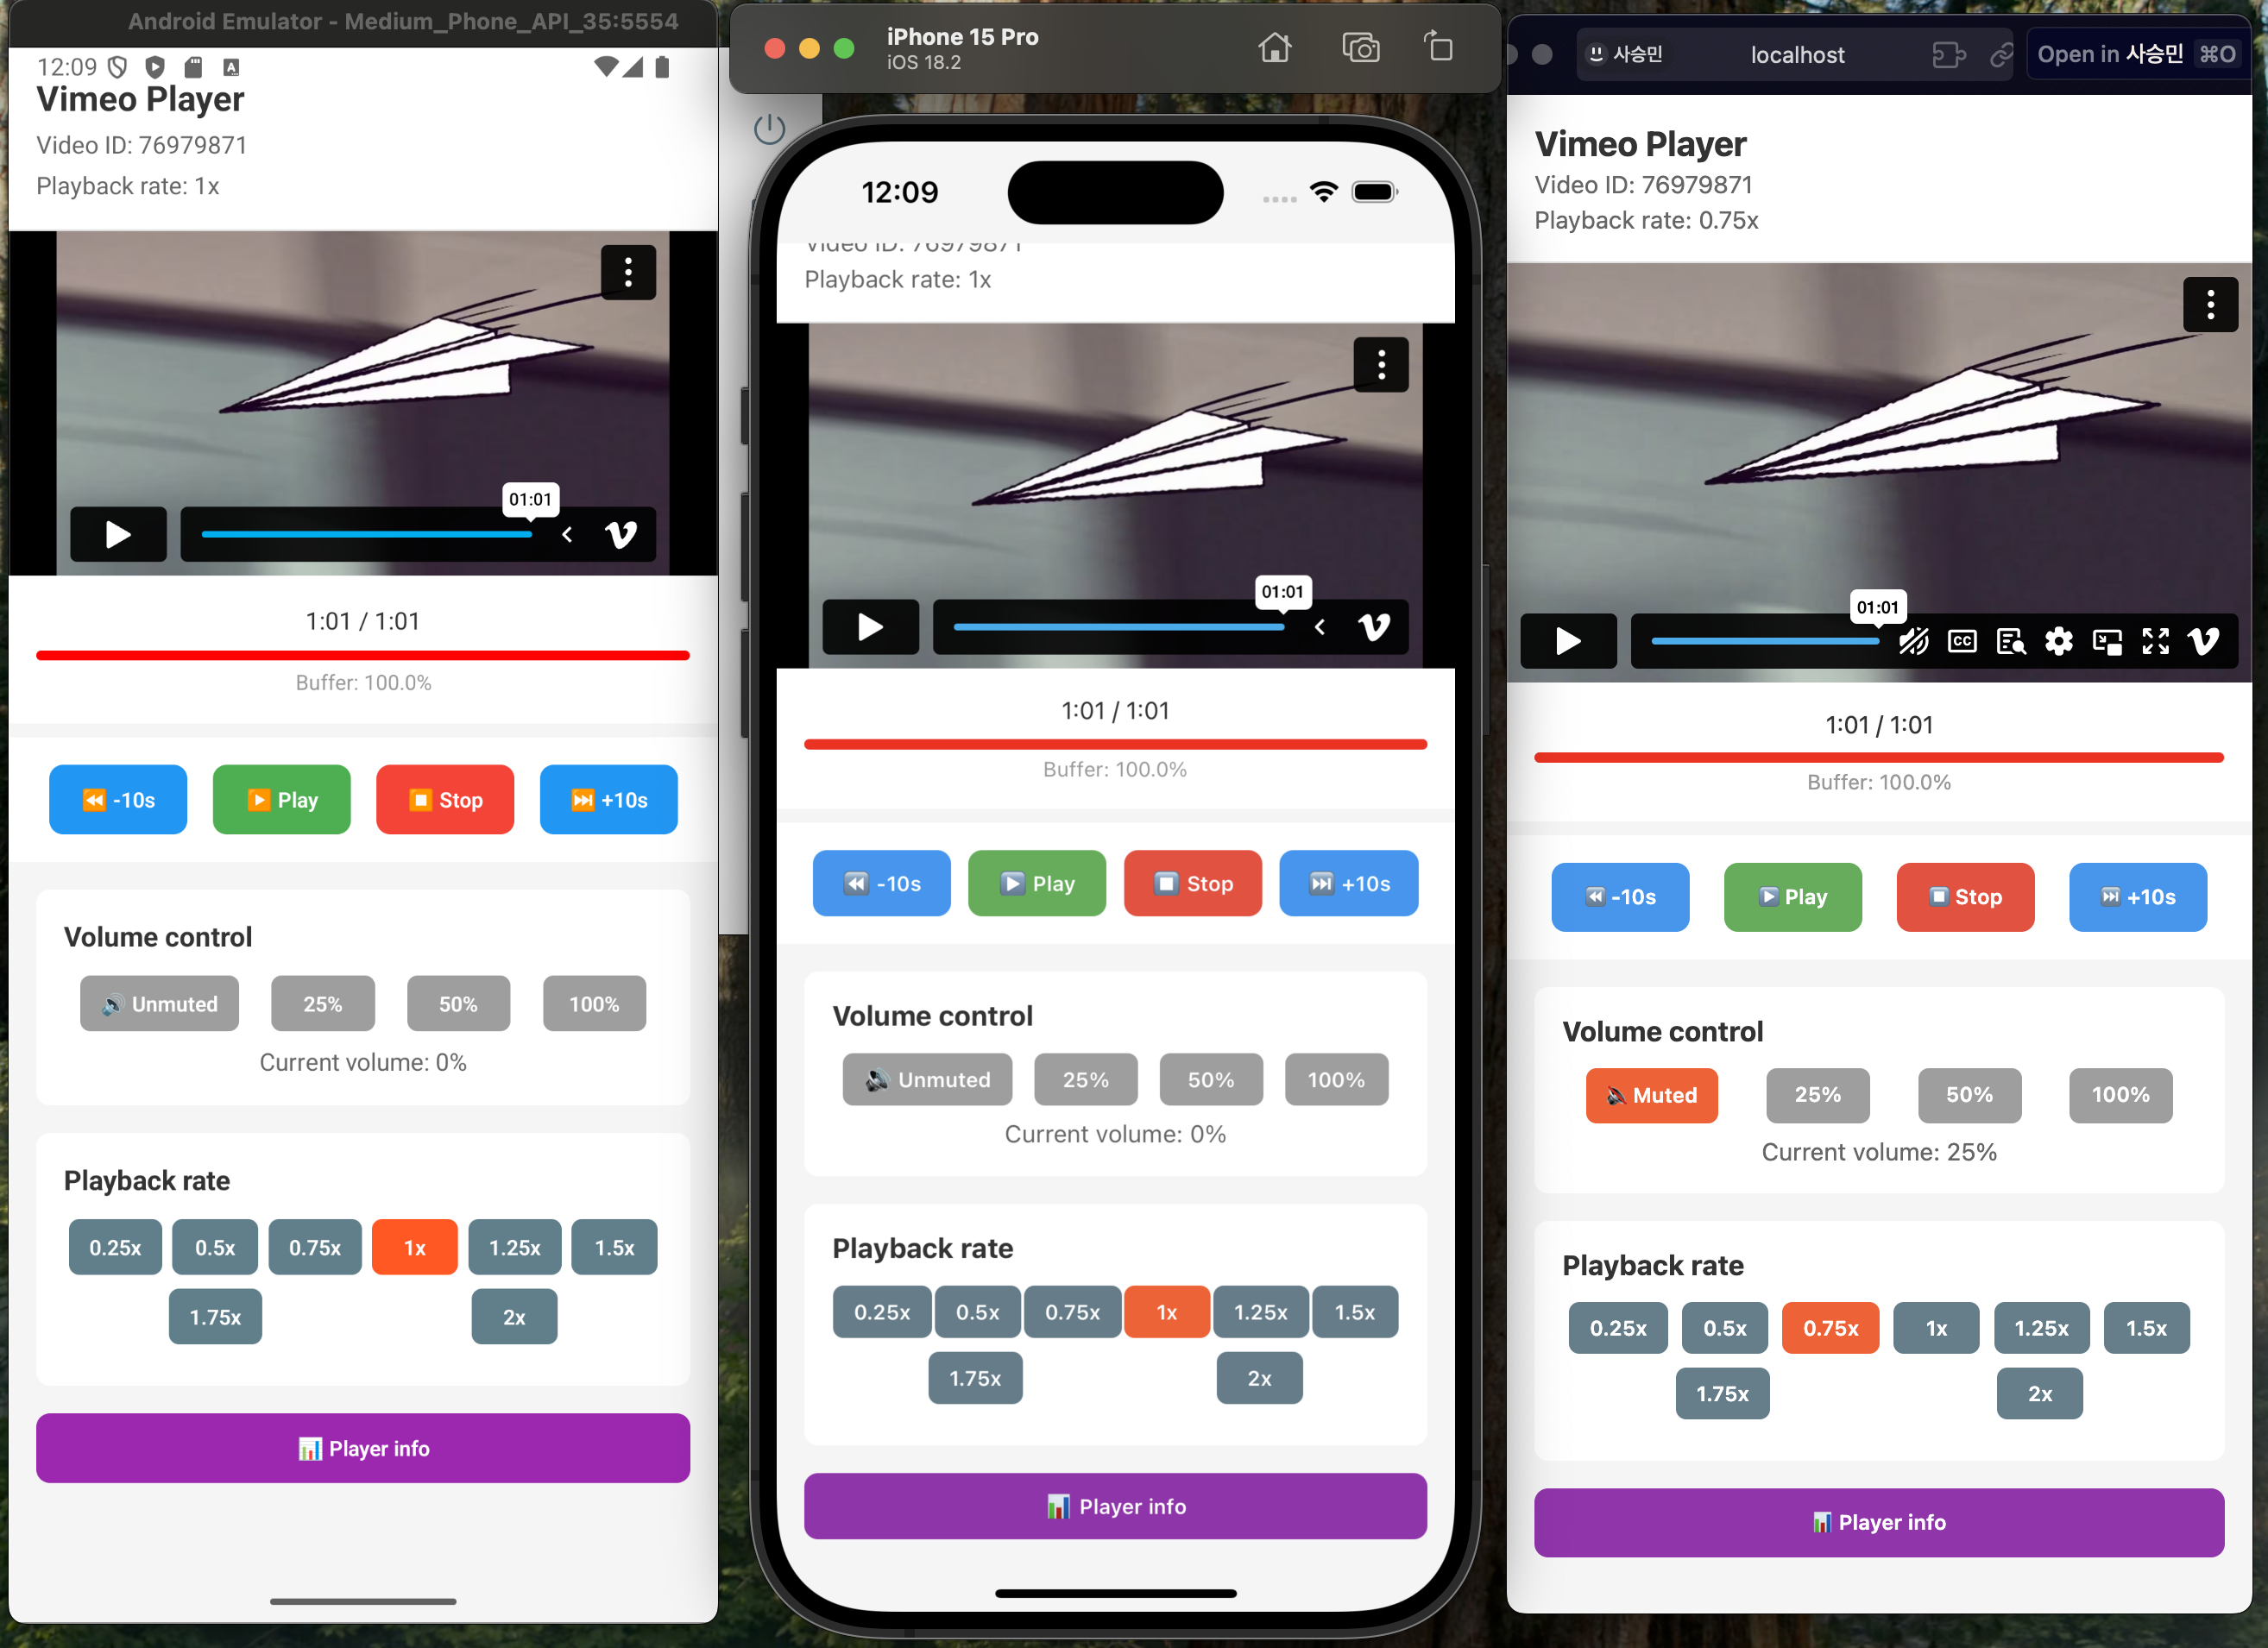 Android Emulator - Medium_Phone_API_35:5554
12:09
A
Vimeo Player
Video ID: 76979871
Playback rate: 1x
01:01
1:01 / 1:01
Buffer: 100.0%
-10s
Play
Stop
+10s
Volume control
Unmuted
25%
50%
100%
Current volume: 0%
Playback rate
0.25x
0.5x
0.75x
1x
1.25x
1.5x
1.75x
2x
Player info
iPhone 15 Pro
iOS 18.2
12:09
Video ID: 76979871
Playback rate: 1x
01:01
1:01 / 1:01
Buffer: 100.0%
-10s
Play
Stop
+10s
Volume control
Unmuted
25%
50%
100%
Current volume: 0%
Playback rate
0.25x
0.5x
0.75x
1x
1.25x
1.5x
1.75x
2x
Player info
사승민
localhost
Open in 사승민 ⌘O
Vimeo Player
Video ID: 76979871
Playback rate: 0.75x
01:01
CC
1:01 / 1:01
Buffer: 100.0%
-10s
Play
Stop
+10s
Volume control
Muted
25%
50%
100%
Current volume: 25%
Playback rate
0.25x
0.5x
0.75x
1x
1.25x
1.5x
1.75x
2x
Player info